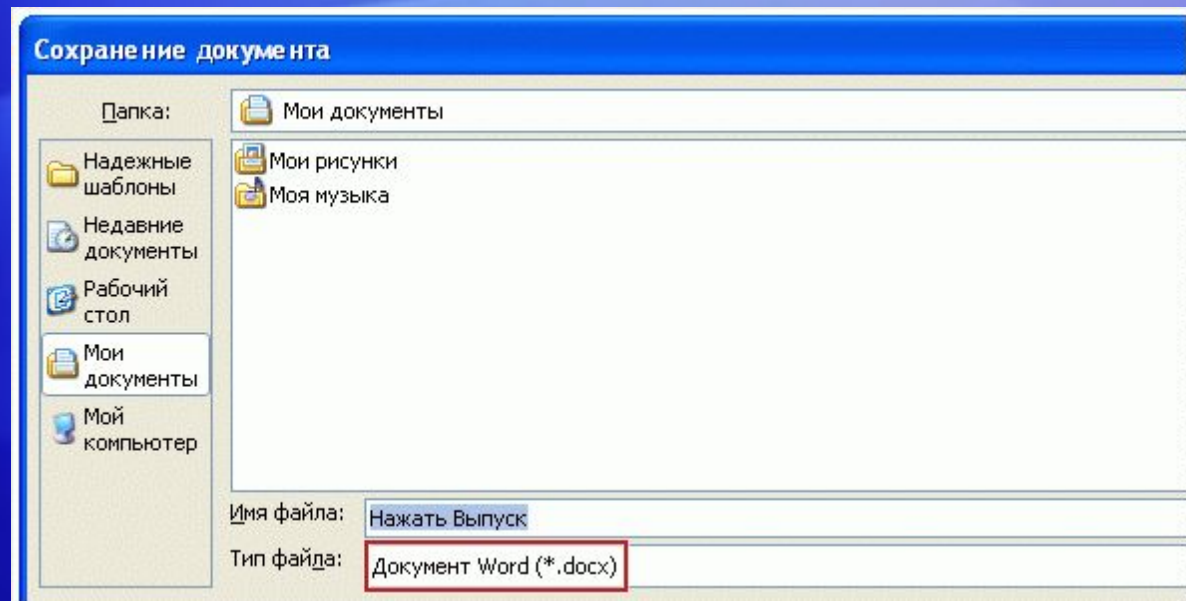 Сохранение документа
Папка:
Мои документы
Надежные
шаблоны
Недавние
документы
Рабочий
стол
Мои
документы
Мой
компьютер
Мои рисунки
Моя музыка
Имя файла:
Нажать Выпуск
Тип файла:
Документ Word (*.docx)